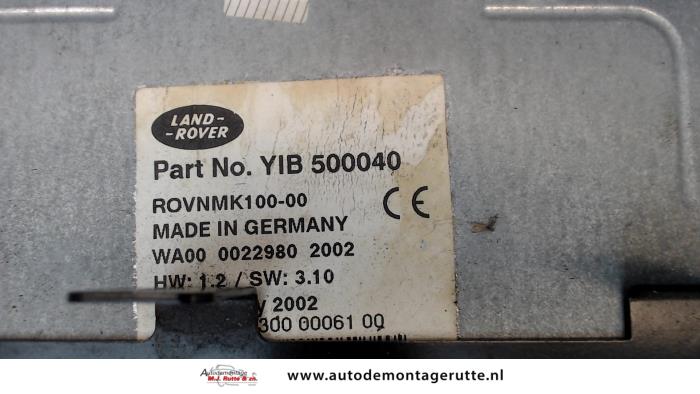 LAND-
-ROVER
Part No. YIB 500040
ROVNMK100-00
CE
MADE IN GERMANY
WA00 0022980 2002
HW: 1.2 / SW: 3.10
2002
300 00061 00
Autodemontage
M.J. Rutte & zn.
www.autodemontagerutte.nl